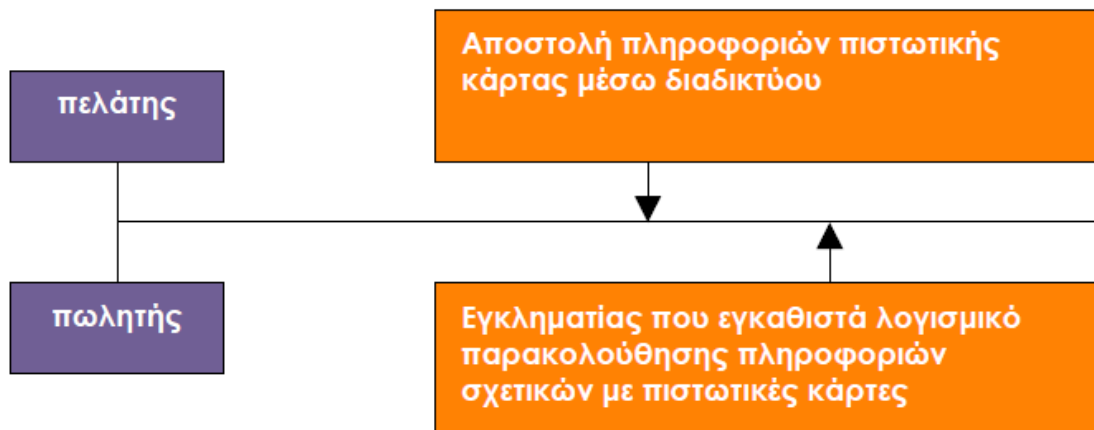 Αποστολή πληροφοριών πιστωτικής
κάρτας μέσω διαδικτύου
πελάτης
πωλητής
Εγκληματίας που εγκαθιστά λογισμικό
παρακολούθησης πληροφοριών
σχετικών με πιστωτικές κάρτες